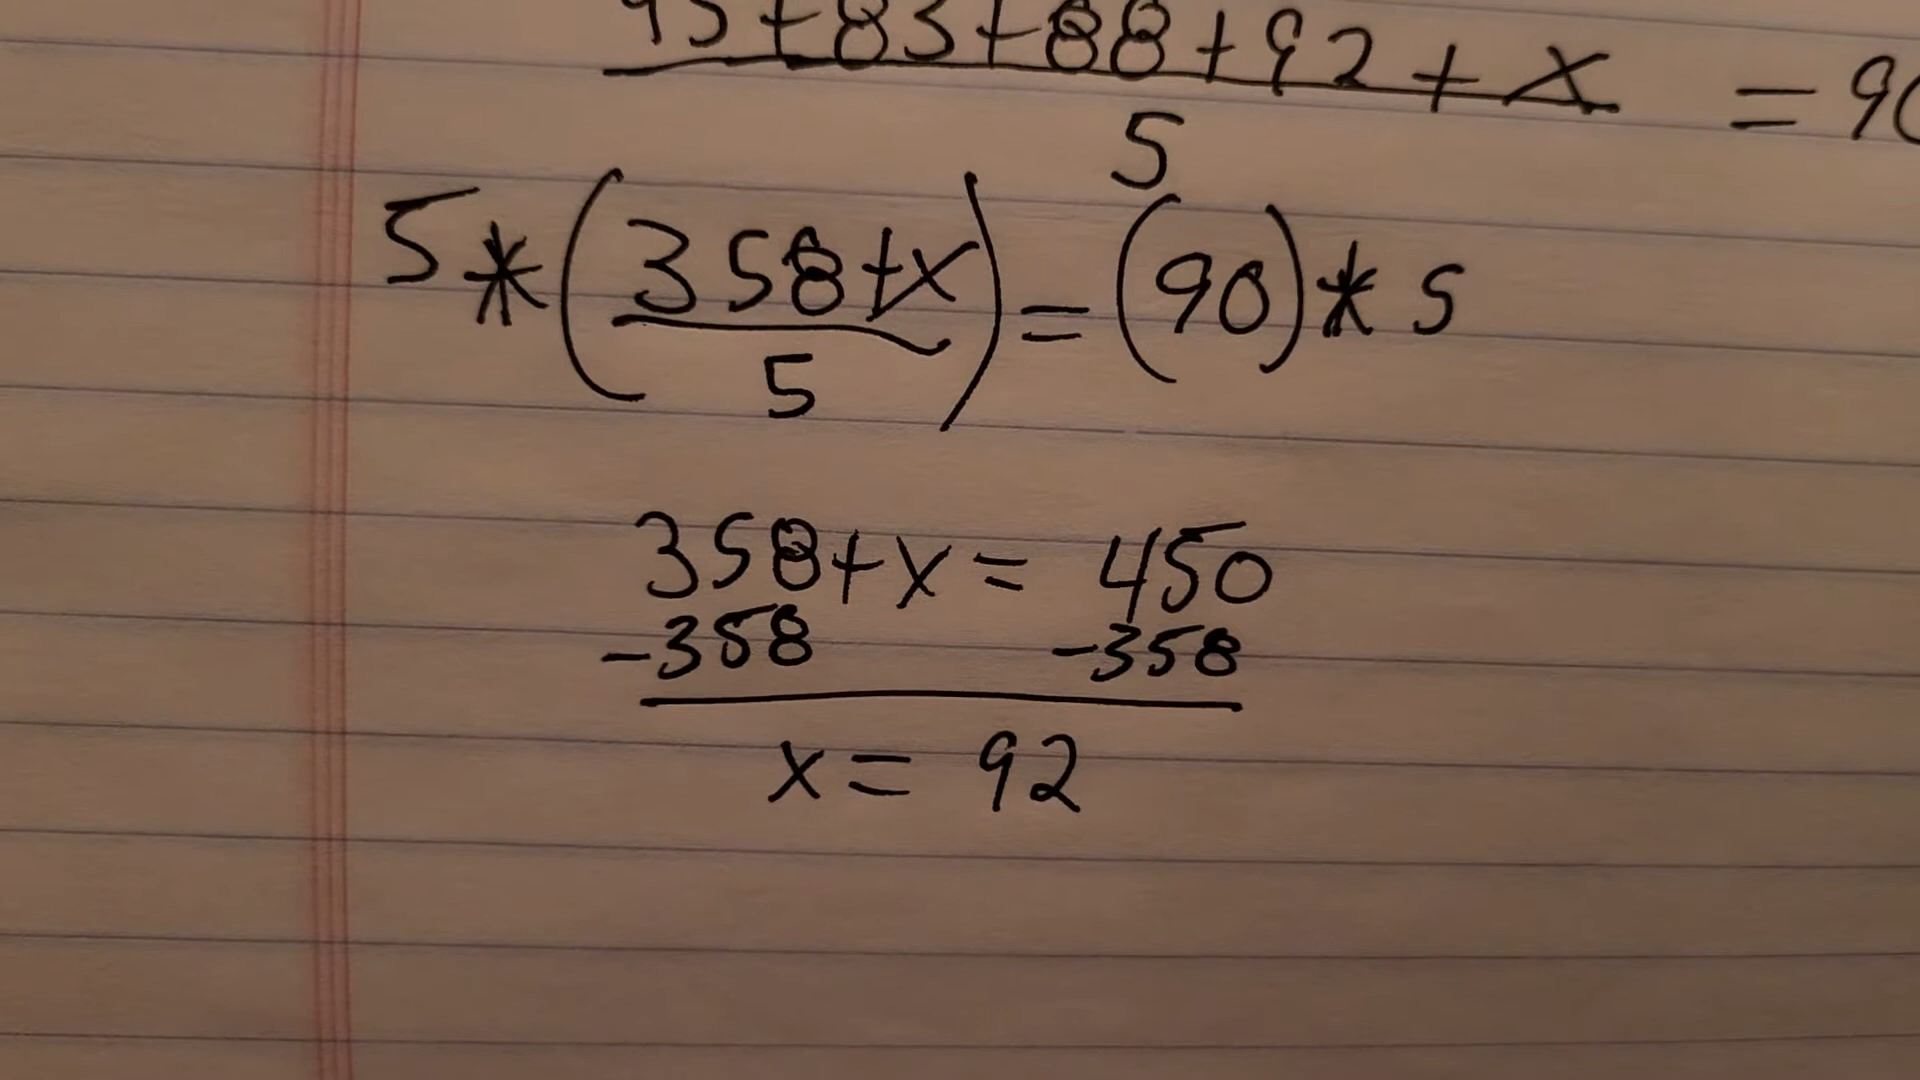 95+83+88+92+x = 90
5
5*(358+x)=(90)*5
5
358+x= 450
-358 -358
x= 92